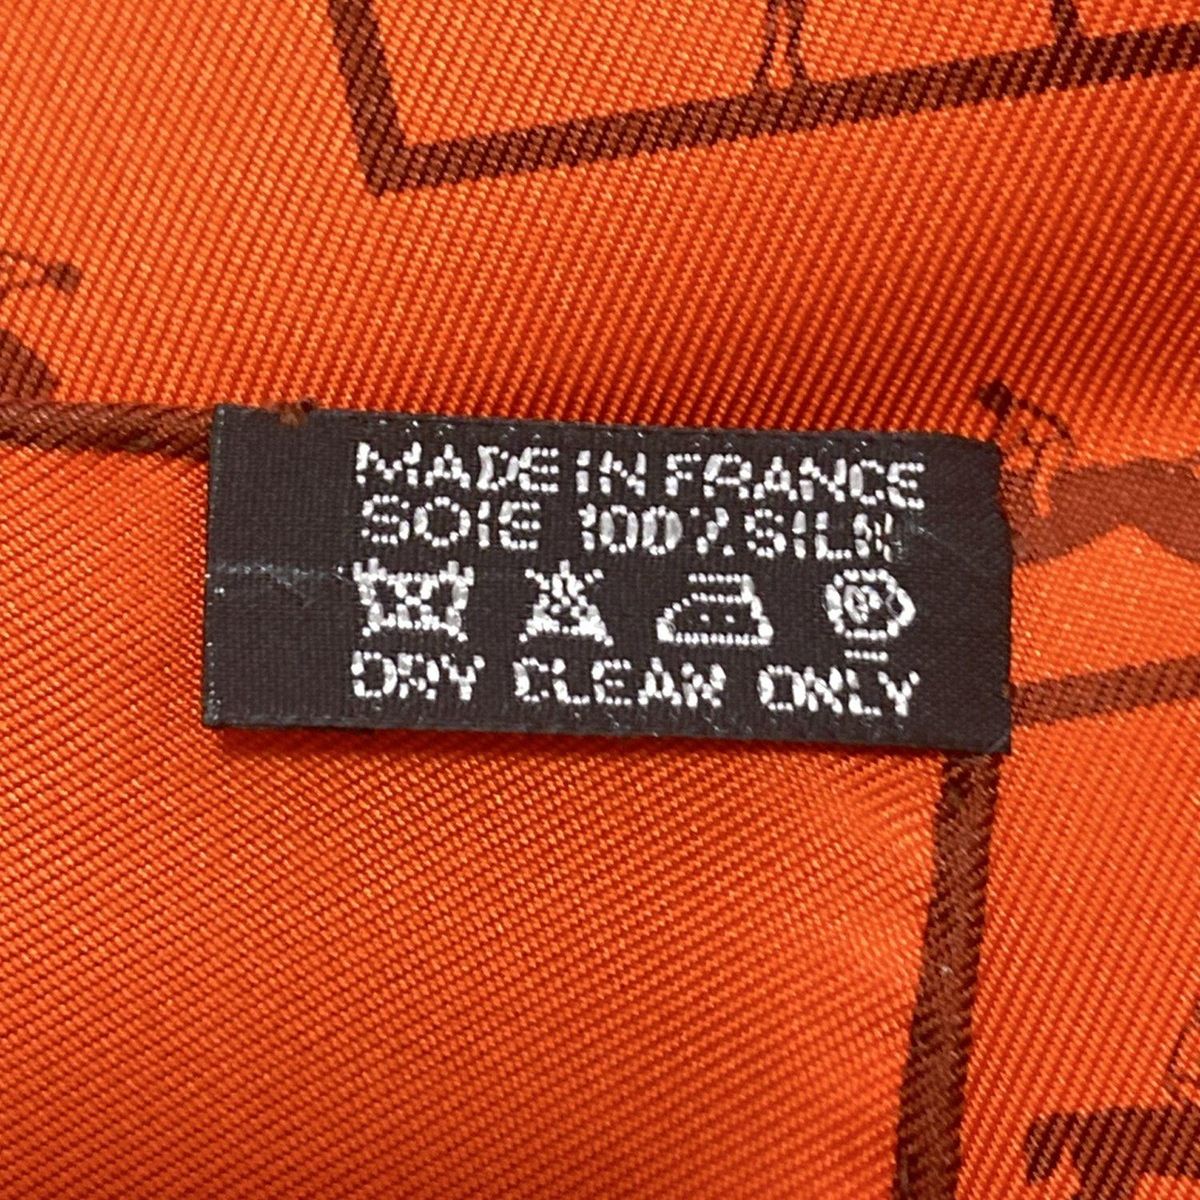 MADE IN FRANCE
SOIE 100% SILK
DRY CLEAN ONLY